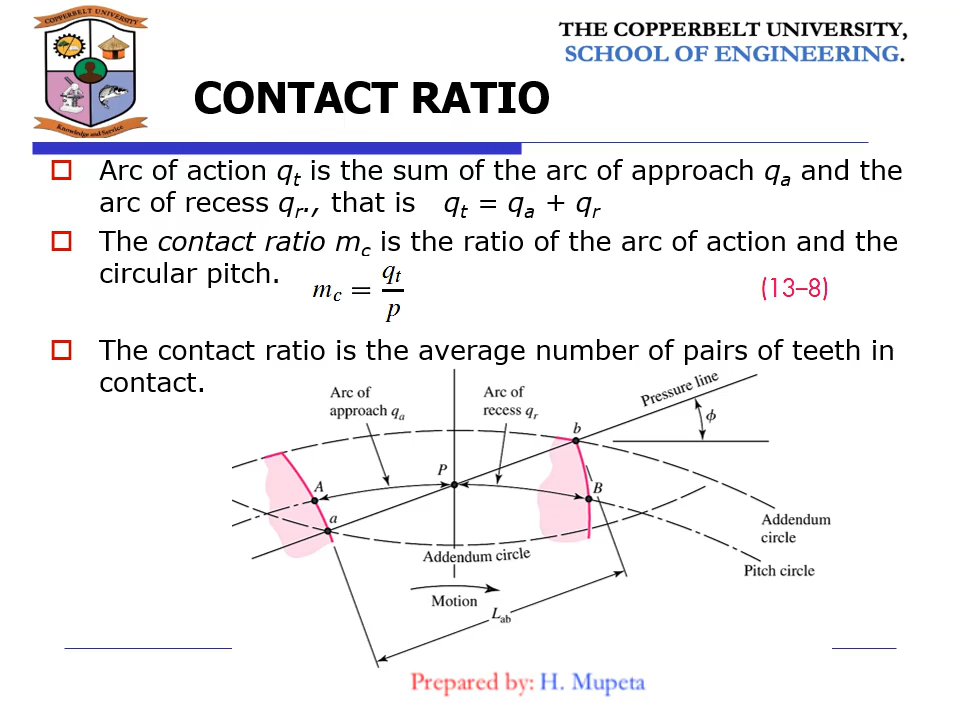 COPPERBELT UNIVERSITY
Knowledge and Service
THE COPPERBELT UNIVERSITY,
SCHOOL OF ENGINEERING.
CONTACT RATIO
Arc of action qt is the sum of the arc of approach qa and the
arc of recess qr., that is qt = qa + qr
The contact ratio mc is the ratio of the arc of action and the
circular pitch.
mc = qt/p
(13–8)
The contact ratio is the average number of pairs of teeth in
contact.
Arc of
approach qa
Arc of
recess qr
Pressure line
ϕ
b
P
A
B
a
Addendum
circle
Addendum circle
Pitch circle
Motion
Lab
Prepared by: H. Mupeta